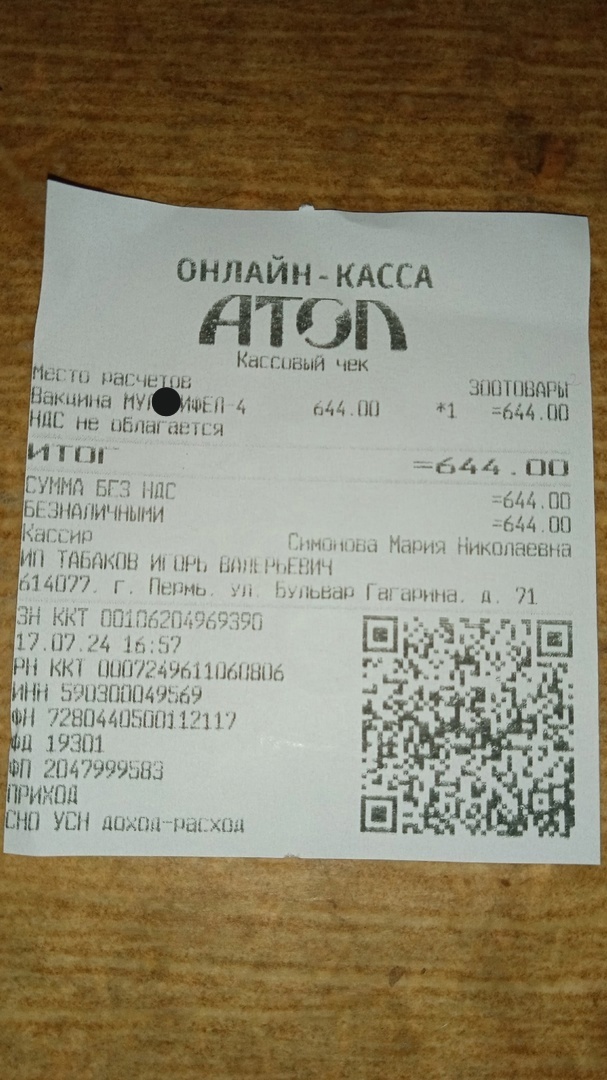 ОНЛАЙН-КАССА
АТОЛ
Кассовый чек
Место расчетов ЗООТОВАРЫ
Вакцина 644.00 *1 =644.00
НДС не облагается
ИТОГ =644.00
СУММА БЕЗ НДС =644.00
БЕЗНАЛИЧНЫМИ =644.00
Кассир Симонова Мария Николаевна
ИП ТАБАКОВ ИГОРЬ ВАЛЕРЬЕВИЧ
614077, г. Пермь, ул. Бульвар Гагарина, д. 71
ЗН ККТ 00106204969390
17.07.24 16:57
РН ККТ 0007249611060806
ИНН 590300049569
ФН 7280440500112117
ФД 19301
ФП 2047999583
ПРИХОД
СНО УСН доход-расход